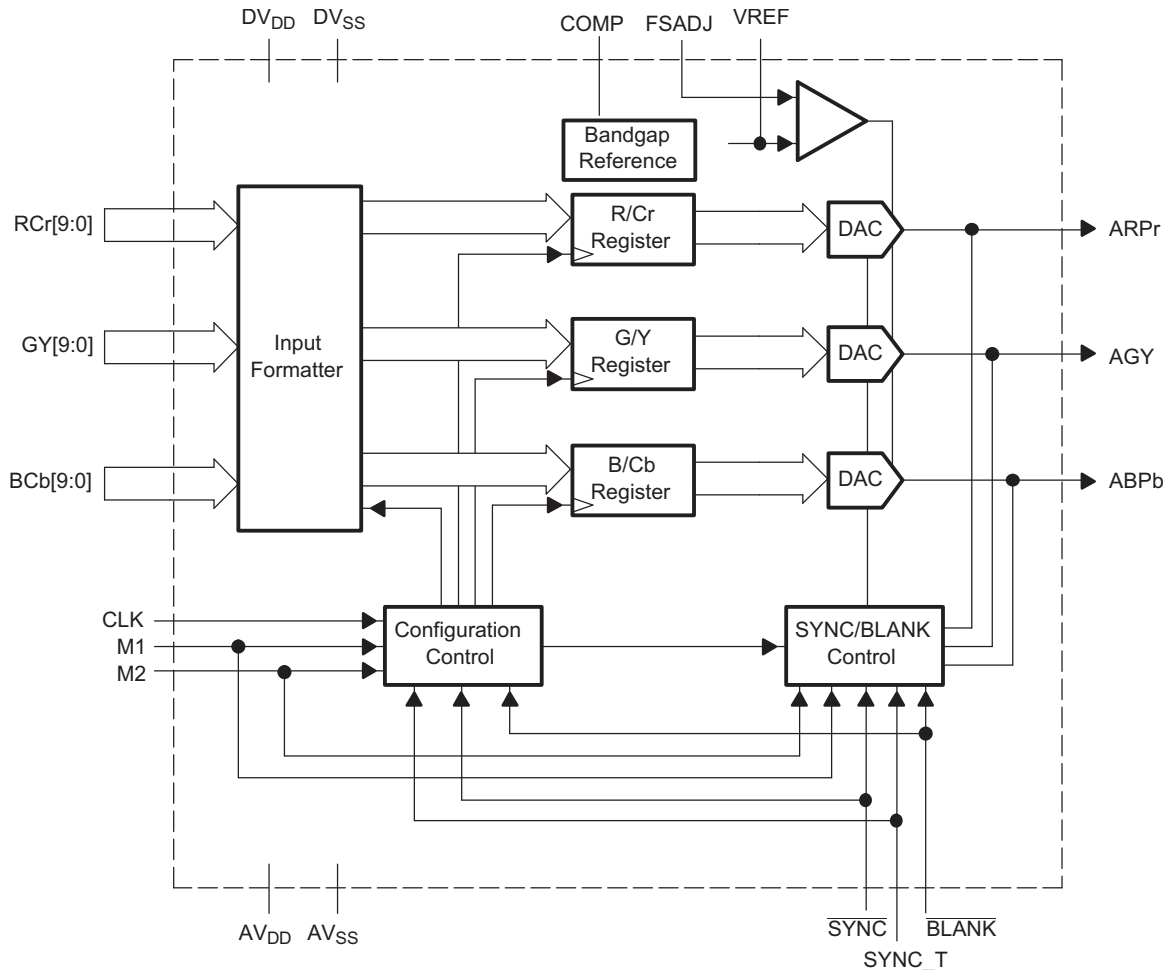 DVDD DVSS
COMP FSADJ VREF
Bandgap
Reference
RCr[9:0]
R/Cr
Register
DAC
ARPr
GY[9:0]
Input
Formatter
G/Y
Register
DAC
AGY
BCb[9:0]
B/Cb
Register
DAC
ABPb
CLK
M1
M2
Configuration
Control
SYNC/BLANK
Control
AVDD AVSS
SYNC BLANK
SYNC_T